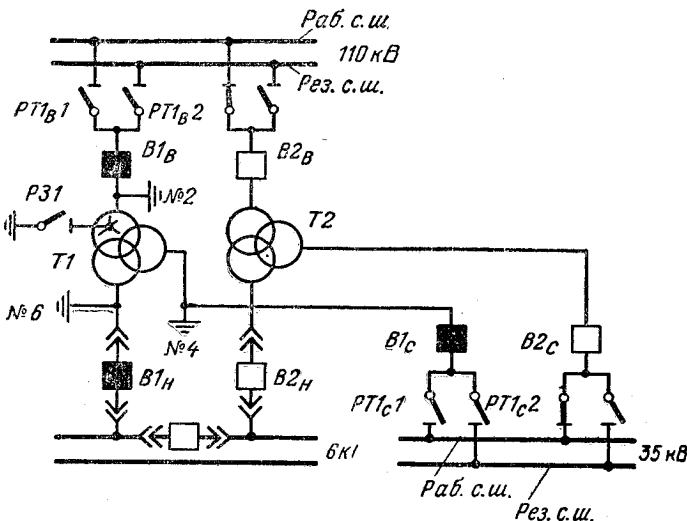 Раб. с.ш.
110 кВ
Рез. с.ш.
РТ1В1
РТ1В2
В1В
В2В
РЗ1
№2
Т1
Т2
№6
№4
В1С
В2С
В1Н
В2Н
РТ1С1
РТ1С2
6к
35 кВ
Раб. с.ш.
Рез. с.ш.